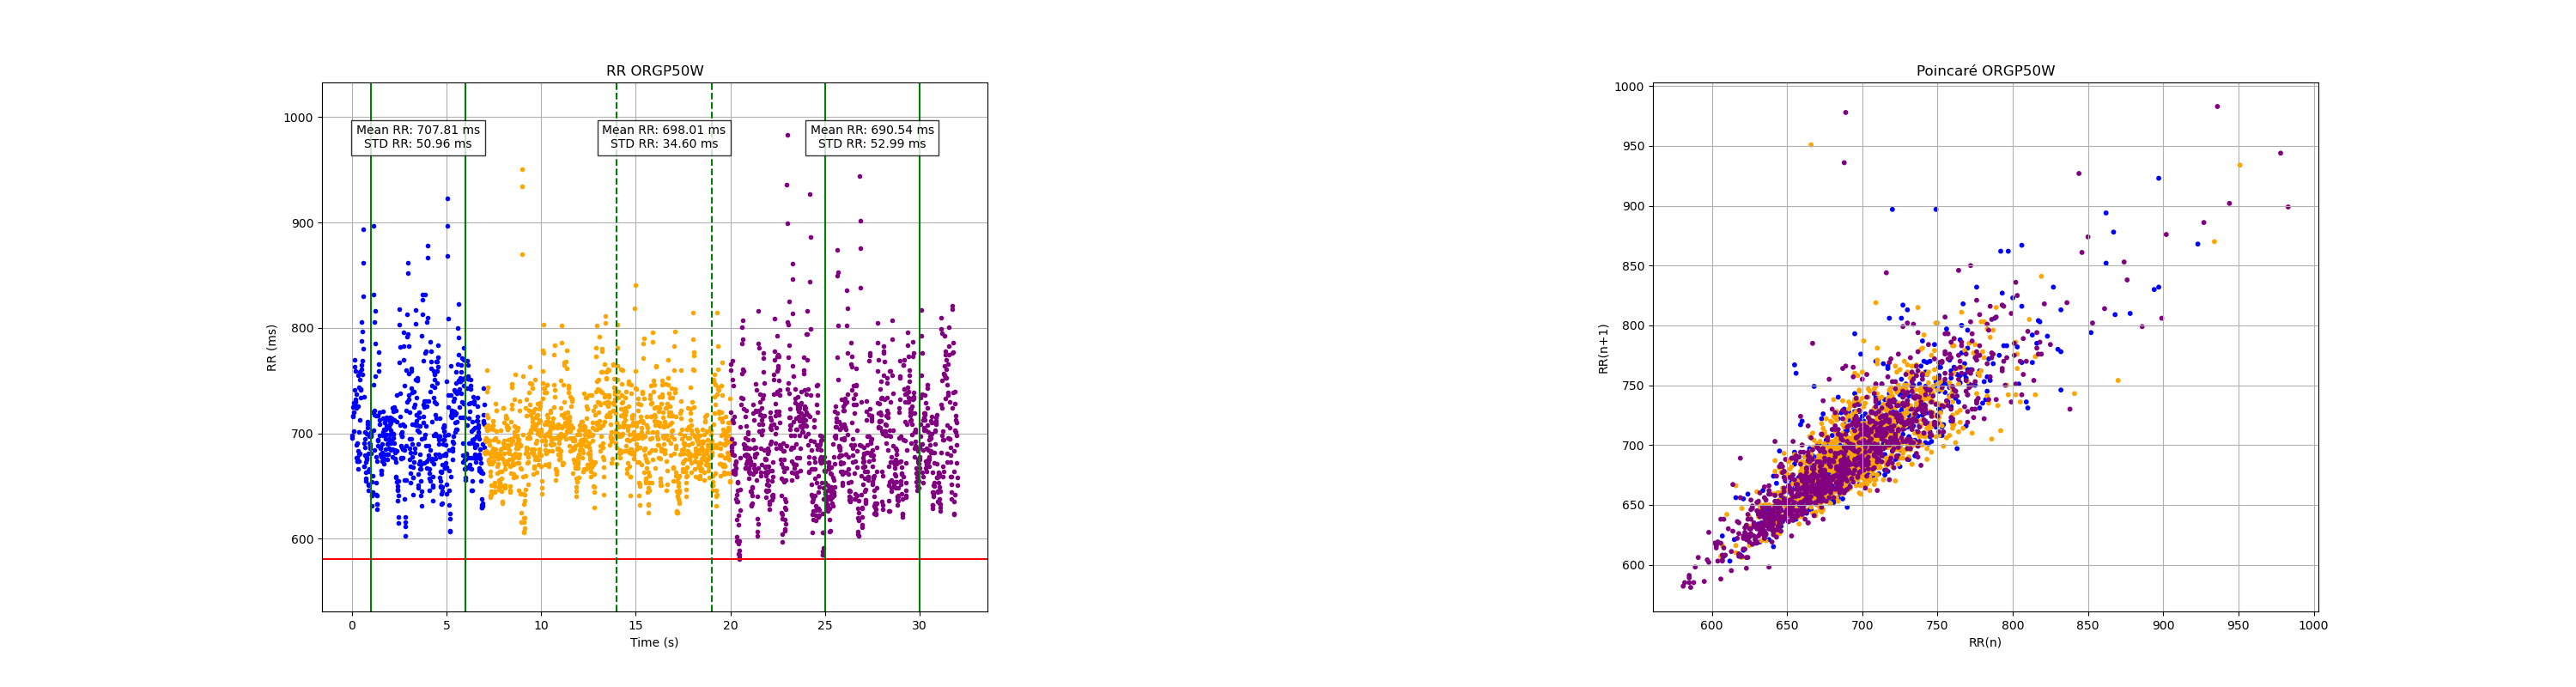 RR ORGP50W
1000
900
800
700
600
RR (ms)
Mean RR: 707.81 ms
STD RR: 50.96 ms
Mean RR: 698.01 ms
STD RR: 34.60 ms
Mean RR: 690.54 ms
STD RR: 52.99 ms
0 5 10 15 20 25 30
Time (s)
Poincaré ORGP50W
1000
950
900
850
800
750
700
650
600
RR(n+1)
600 650 700 750 800 850 900 950 1000
RR(n)